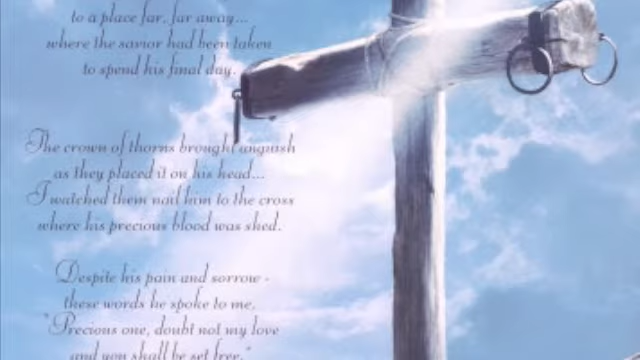 to a place far, far away...
where the savior had been taken
to spend his final day.
The crown of thorns brought anguish
as they placed it on his head...
I watched them nail him to the cross
where his precious blood was shed.
Despite his pain and sorrow -
these words he spoke to me,
"Precious one, doubt not my love
and you shall be set free."